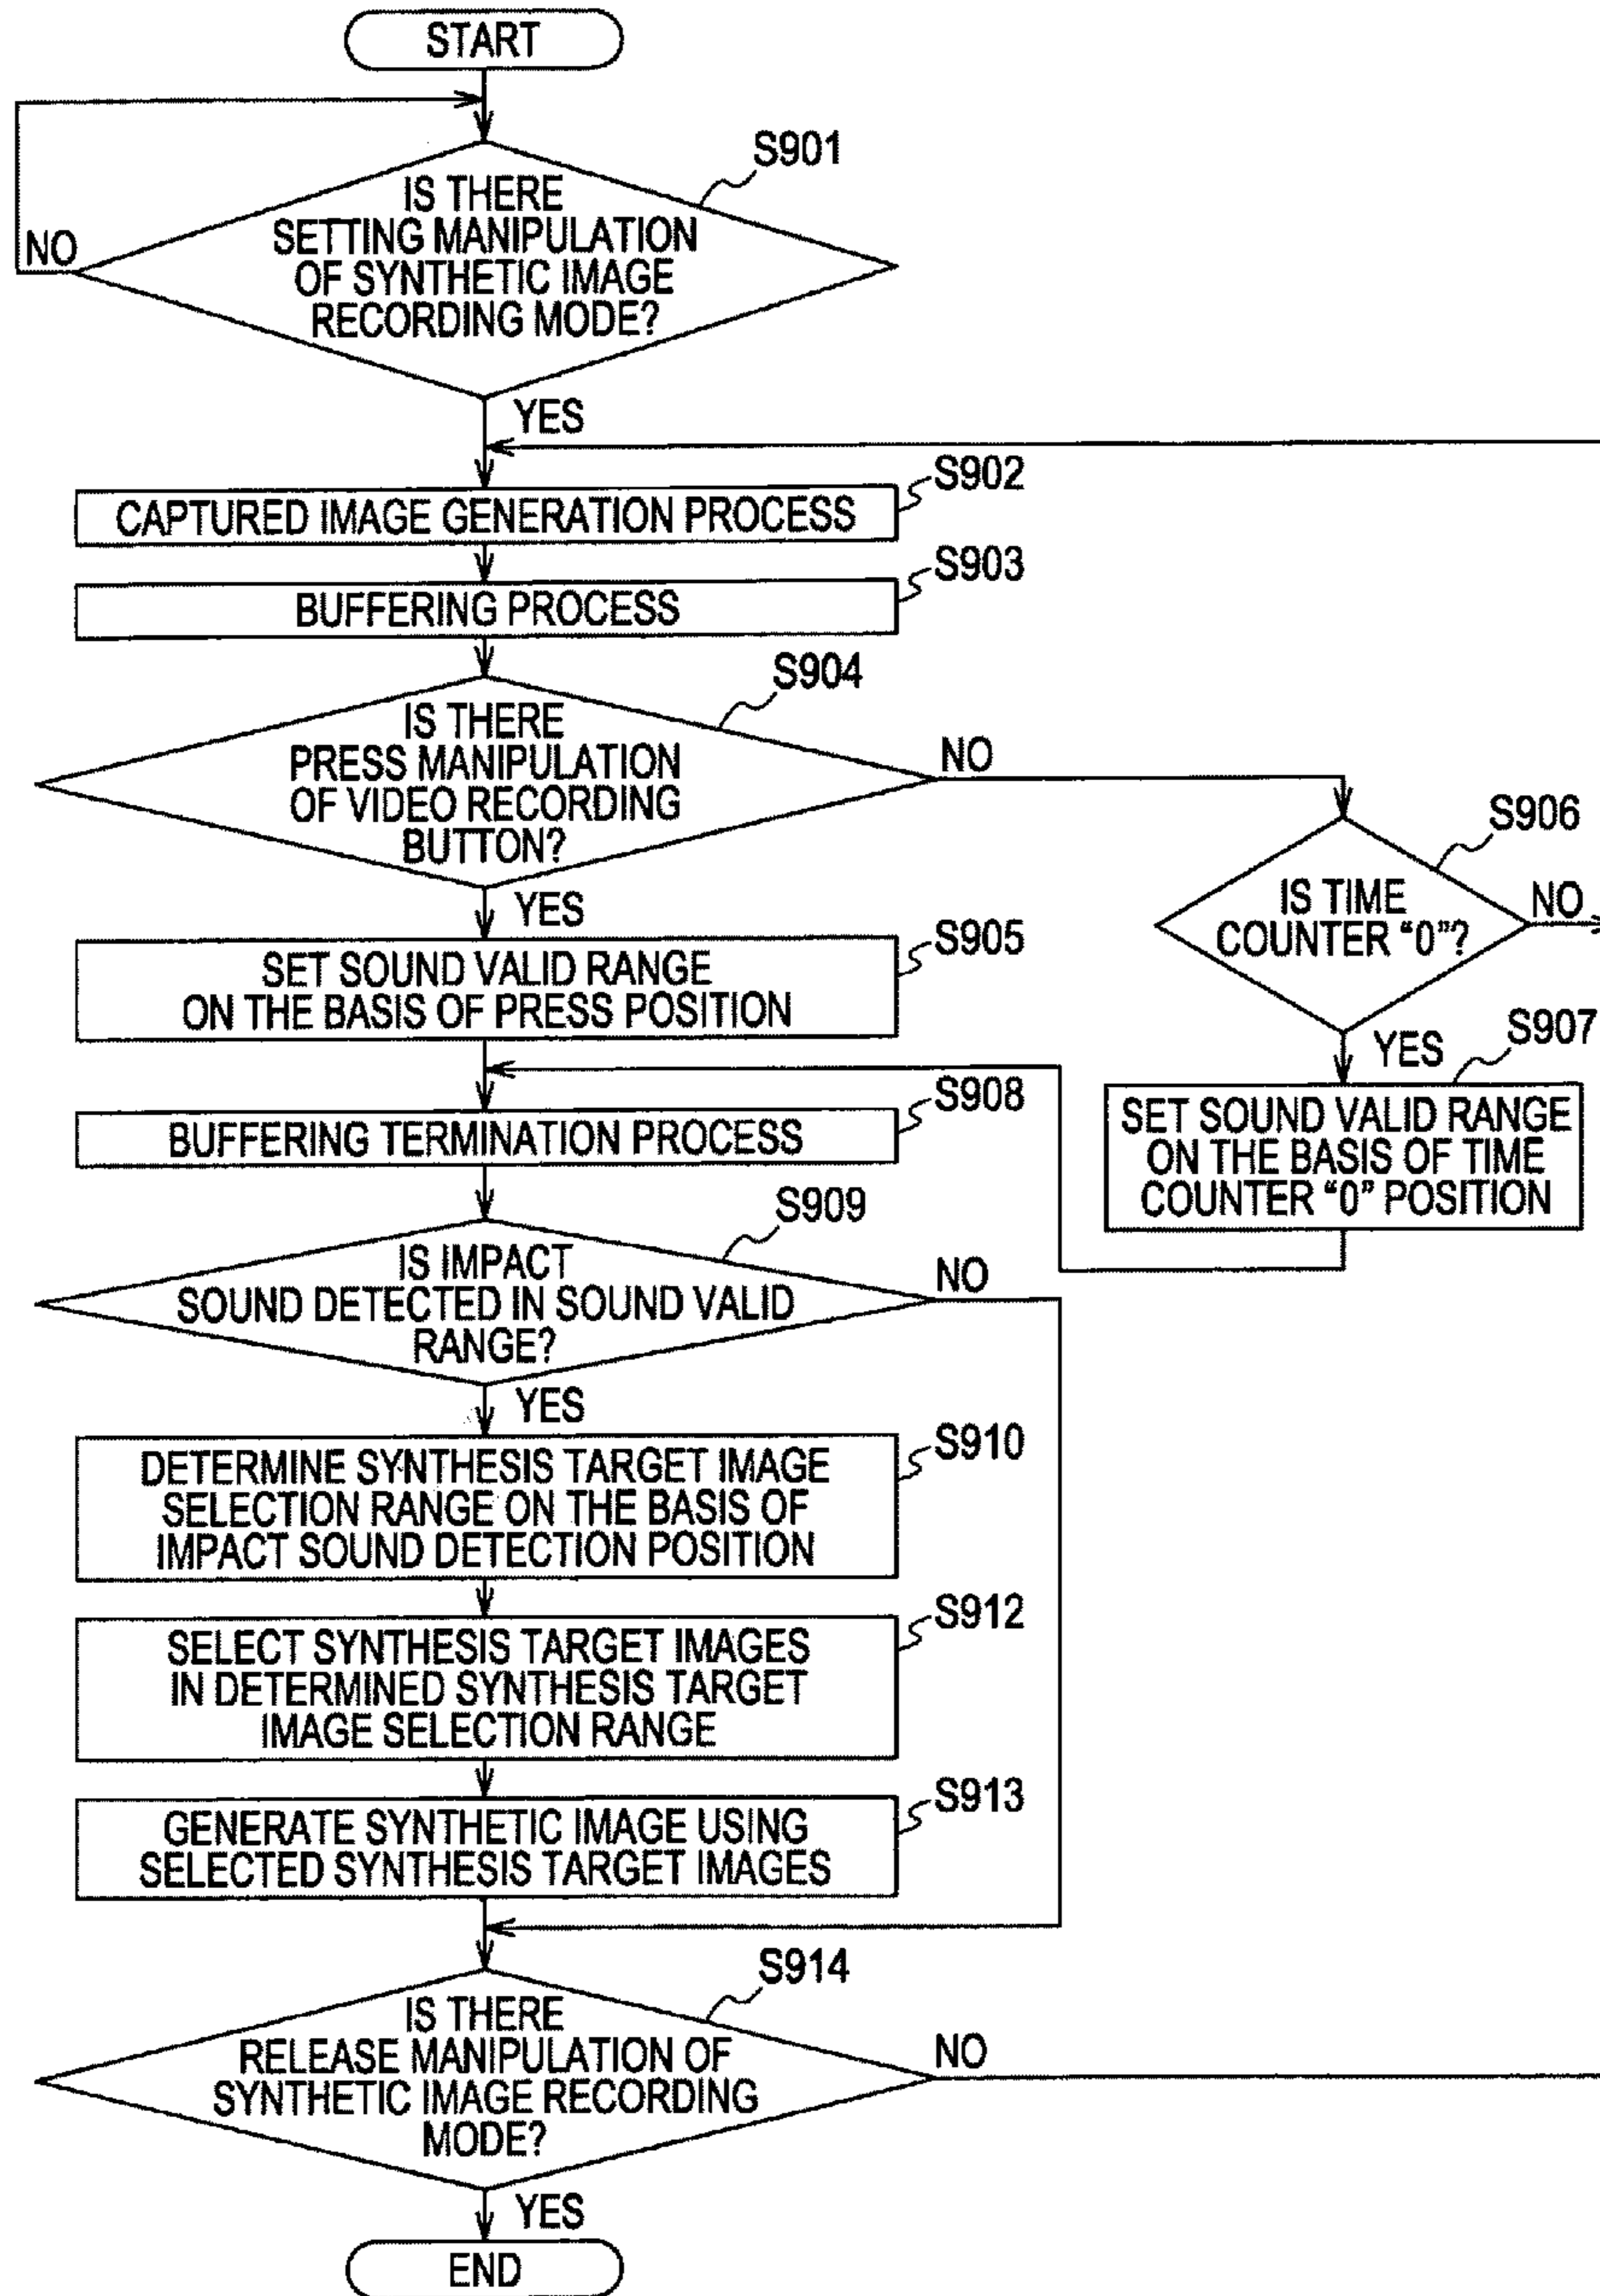 START
S901
IS THERE
SETTING MANIPULATION
OF SYNTHETIC IMAGE
RECORDING MODE?
NO
YES
S902
CAPTURED IMAGE GENERATION PROCESS
S903
BUFFERING PROCESS
S904
IS THERE
PRESS MANIPULATION
OF VIDEO RECORDING
BUTTON?
NO
YES
S906
IS TIME
COUNTER "0"?
NO
YES
S905
SET SOUND VALID RANGE
ON THE BASIS OF PRESS POSITION
S907
SET SOUND VALID RANGE
ON THE BASIS OF TIME
COUNTER "0" POSITION
S908
BUFFERING TERMINATION PROCESS
S909
IS IMPACT
SOUND DETECTED IN SOUND VALID
RANGE?
NO
YES
S910
DETERMINE SYNTHESIS TARGET IMAGE
SELECTION RANGE ON THE BASIS OF
IMPACT SOUND DETECTION POSITION
S912
SELECT SYNTHESIS TARGET IMAGES
IN DETERMINED SYNTHESIS TARGET
IMAGE SELECTION RANGE
S913
GENERATE SYNTHETIC IMAGE USING
SELECTED SYNTHESIS TARGET IMAGES
S914
IS THERE
RELEASE MANIPULATION OF
SYNTHETIC IMAGE RECORDING
MODE?
NO
YES
END